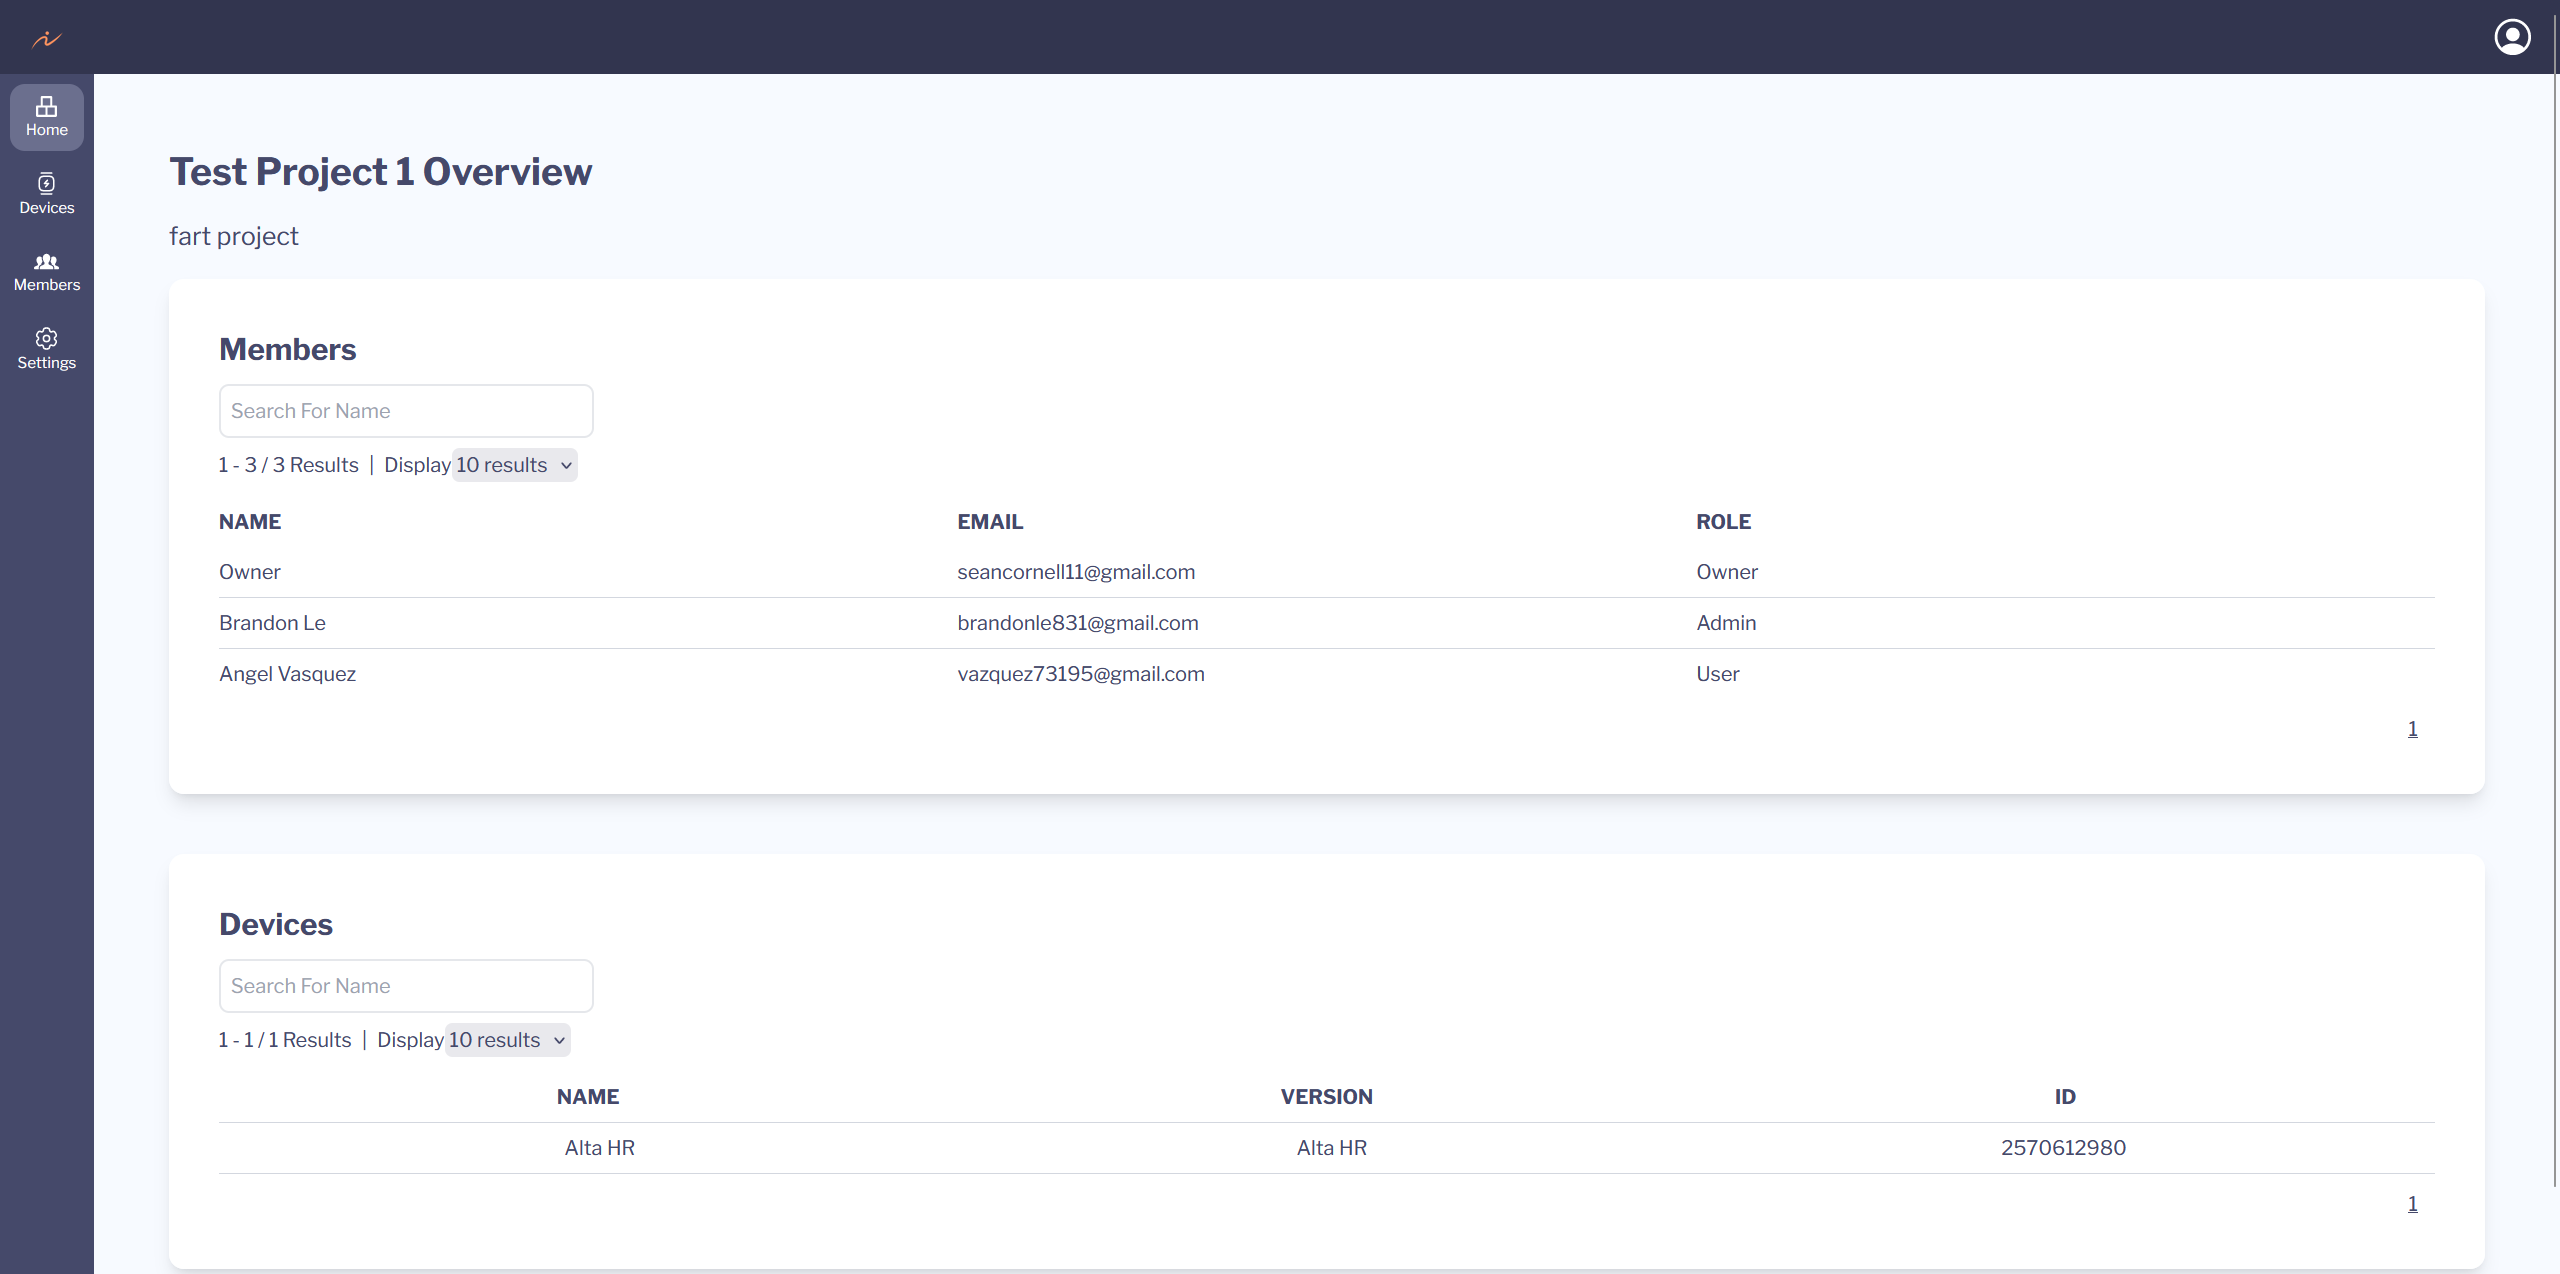 Home
Devices
Members
Settings
Test Project 1 Overview
fart project
Members
Search For Name
1 - 3 / 3 Results | Display 10 results
NAME EMAIL ROLE
Owner seancornell11@gmail.com Owner
Brandon Le brandonle831@gmail.com Admin
Angel Vasquez vazquez73195@gmail.com User
1
Devices
Search For Name
1 - 1 / 1 Results | Display 10 results
NAME VERSION ID
Alta HR Alta HR 2570612980
1